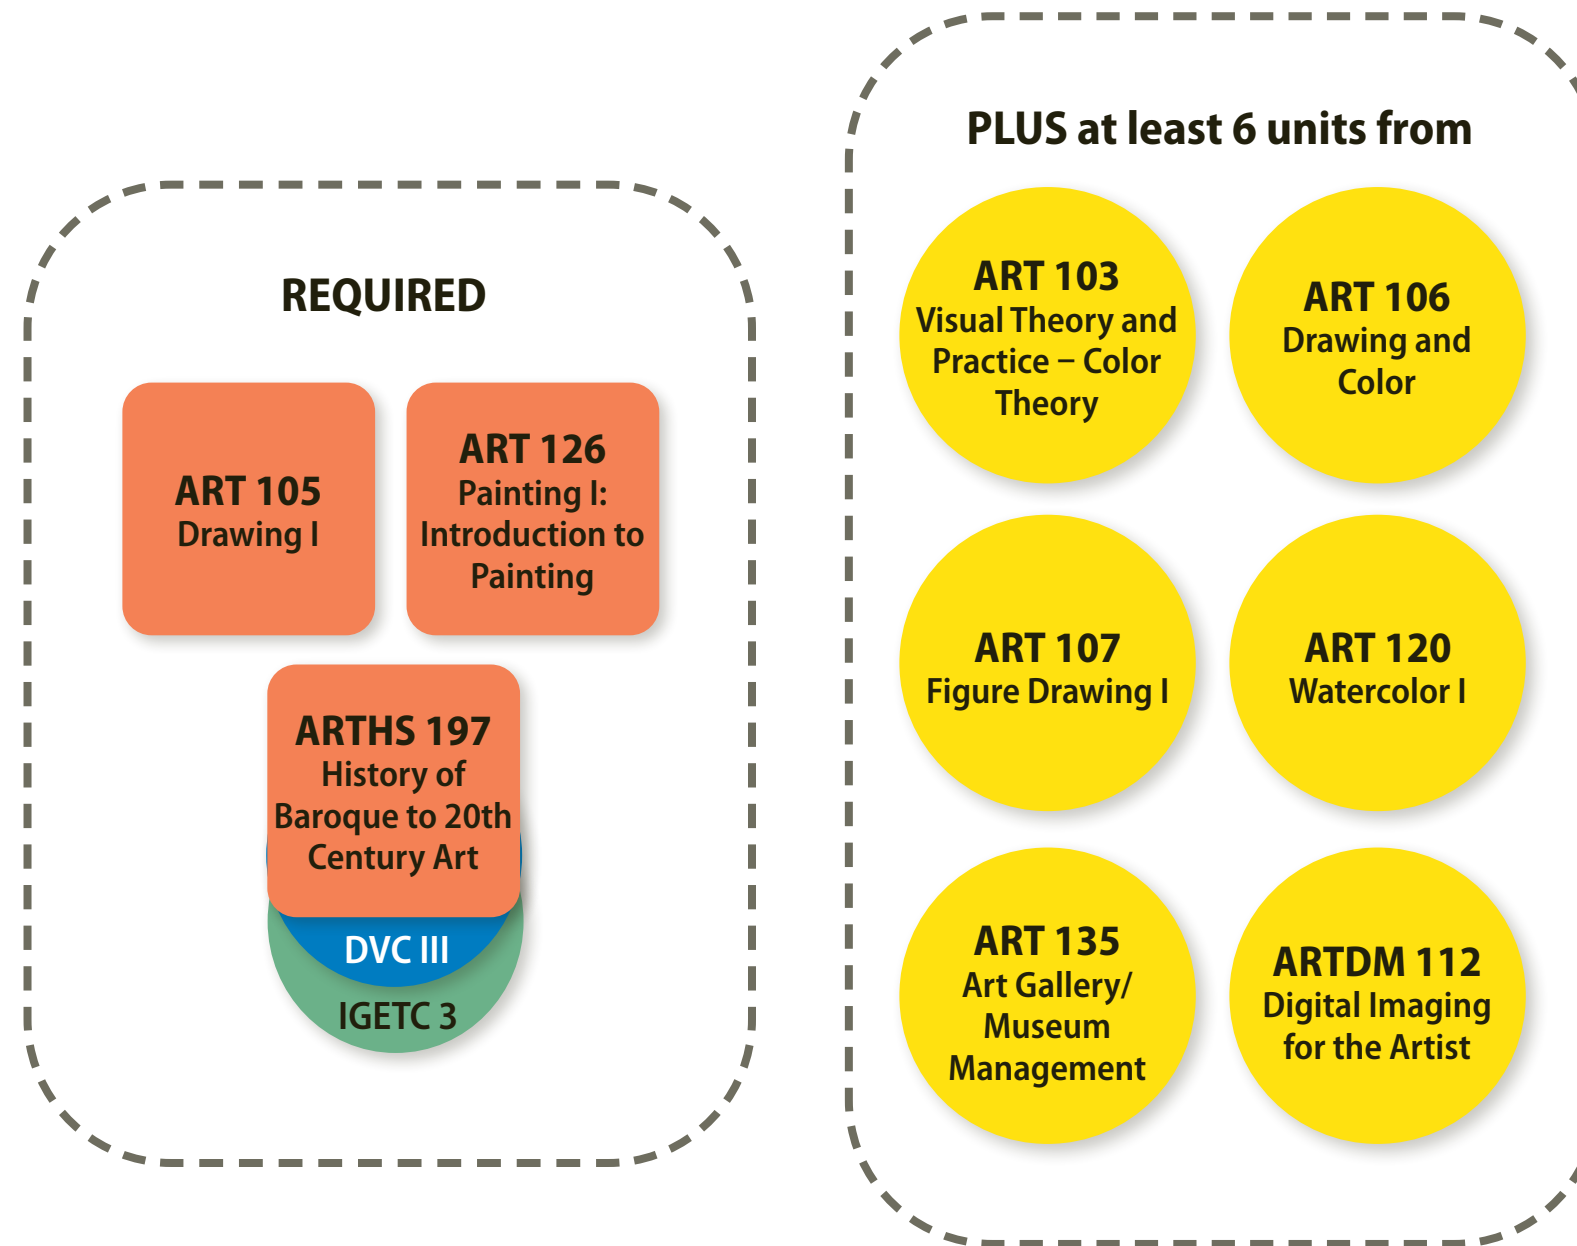 REQUIRED
ART 105
Drawing I
ART 126
Painting I:
Introduction to
Painting
ARTHS 197
History of
Baroque to 20th
Century Art
DVC III
IGETC 3
PLUS at least 6 units from
ART 103
Visual Theory and
Practice – Color
Theory
ART 106
Drawing and
Color
ART 107
Figure Drawing I
ART 120
Watercolor I
ART 135
Art Gallery/
Museum
Management
ARTDM 112
Digital Imaging
for the Artist